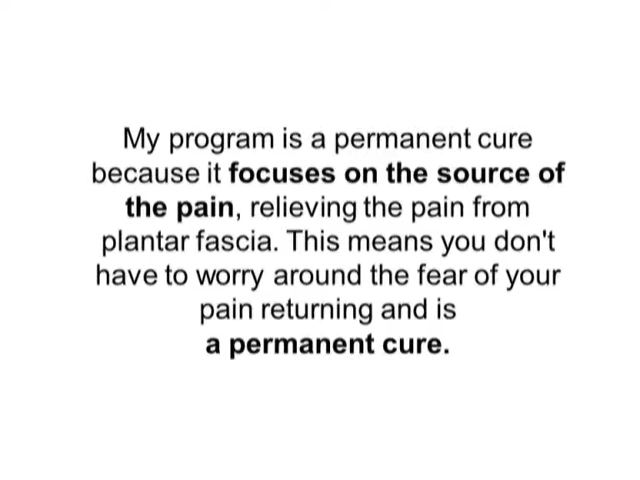 My program is a permanent cure
because it focuses on the source of
the pain, relieving the pain from
plantar fascia. This means you don't
have to worry around the fear of your
pain returning and is
a permanent cure.